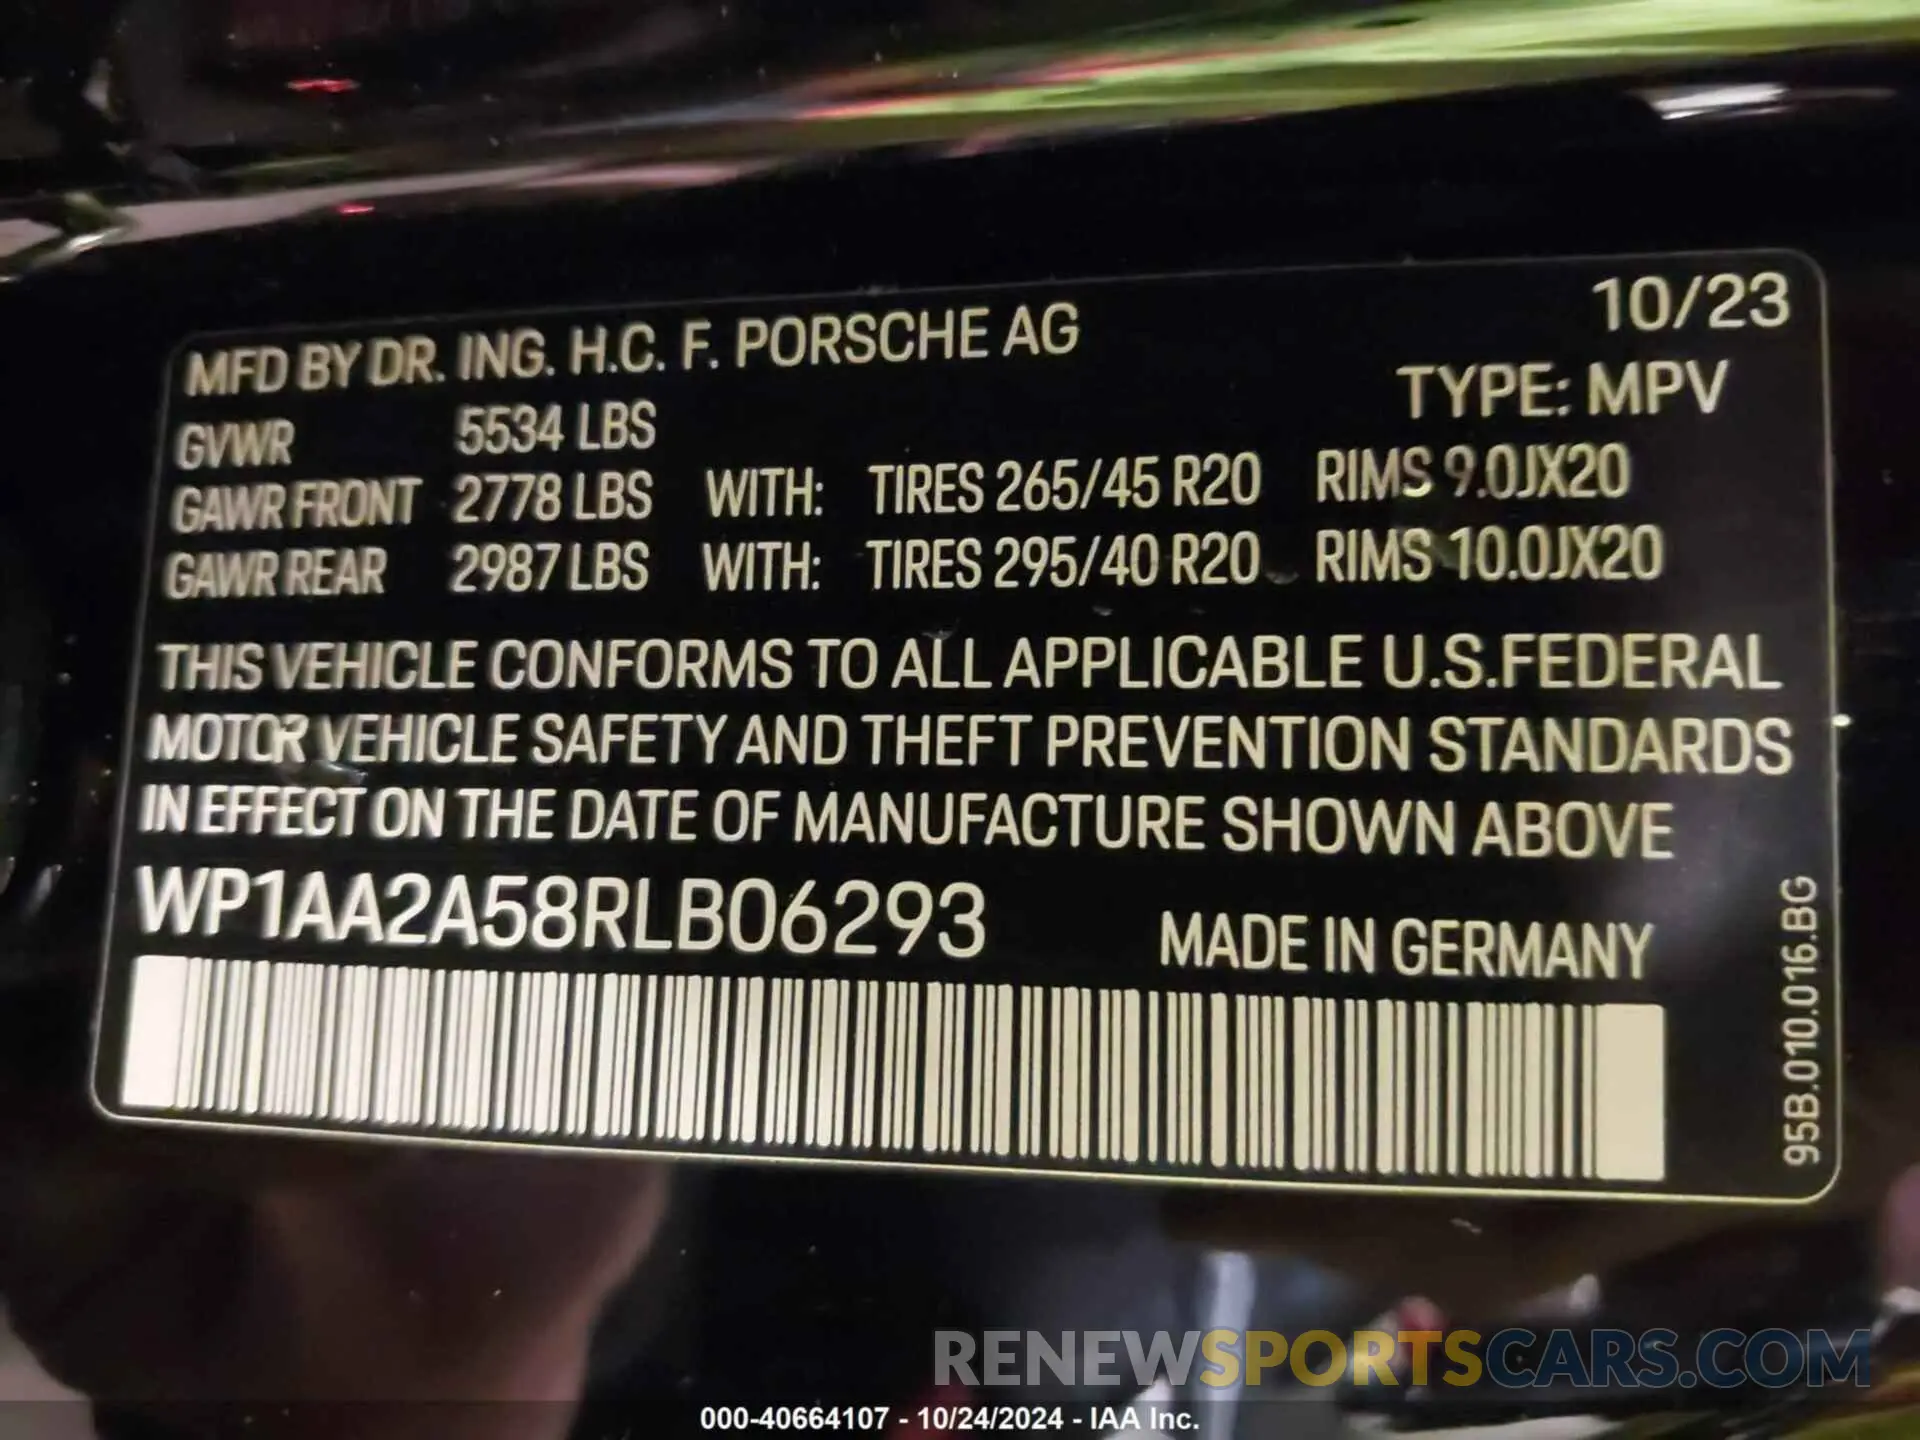 10/23
MFD BY DR. ING. H.C. F. PORSCHE AG
TYPE: MPV
GVWR 5534 LBS
GAWR FRONT 2778 LBS WITH: TIRES 265/45 R20 RIMS 9.0JX20
GAWR REAR 2987 LBS WITH: TIRES 295/40 R20 RIMS 10.0JX20
THIS VEHICLE CONFORMS TO ALL APPLICABLE U.S.FEDERAL
MOTOR VEHICLE SAFETY AND THEFT PREVENTION STANDARDS
IN EFFECT ON THE DATE OF MANUFACTURE SHOWN ABOVE
WP1AA2A58RLB06293
MADE IN GERMANY
95B.010.016.BG
RENEWSPORTSCARS.COM
000-40664107 - 10/24/2024 - IAA Inc.